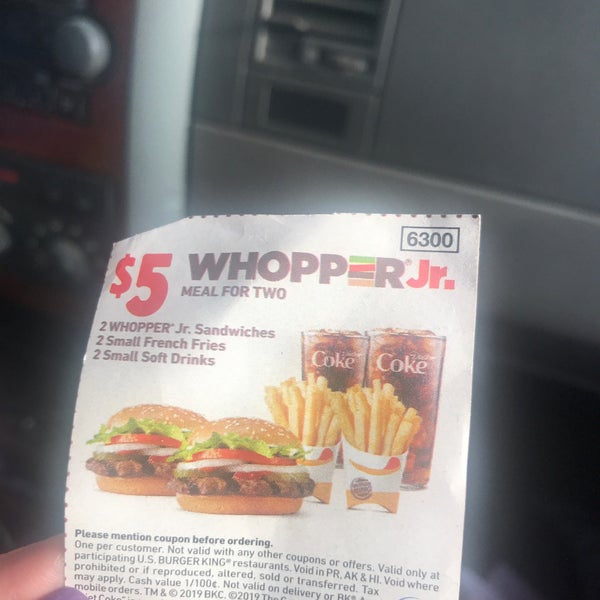 6300
$5 WHOPPER® Jr.
MEAL FOR TWO
2 WHOPPER® Jr. Sandwiches
2 Small French Fries
2 Small Soft Drinks
Coke Coke
Please mention coupon before ordering.
One per customer. Not valid with any other coupons or offers. Valid only at
participating U.S. BURGER KING® restaurants. Void in PR, AK & HI. Void where
prohibited or if reproduced, altered, sold or transferred. Tax
may apply. Cash value 1/100¢. Not valid on delivery or BK®
mobile orders. TM & © 2019 BKC. ©2019 The